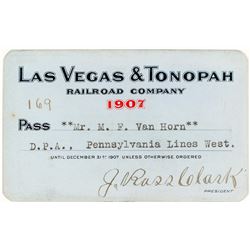 LAS VEGAS & TONOPAH
RAILROAD COMPANY
169 1907
PASS **Mr. M. F. Van Horn**
D.P.A., Pennsylvania Lines West.
UNTIL DECEMBER 31ST 1907 UNLESS OTHERWISE ORDERED
J. Ross Clark
PRESIDENT